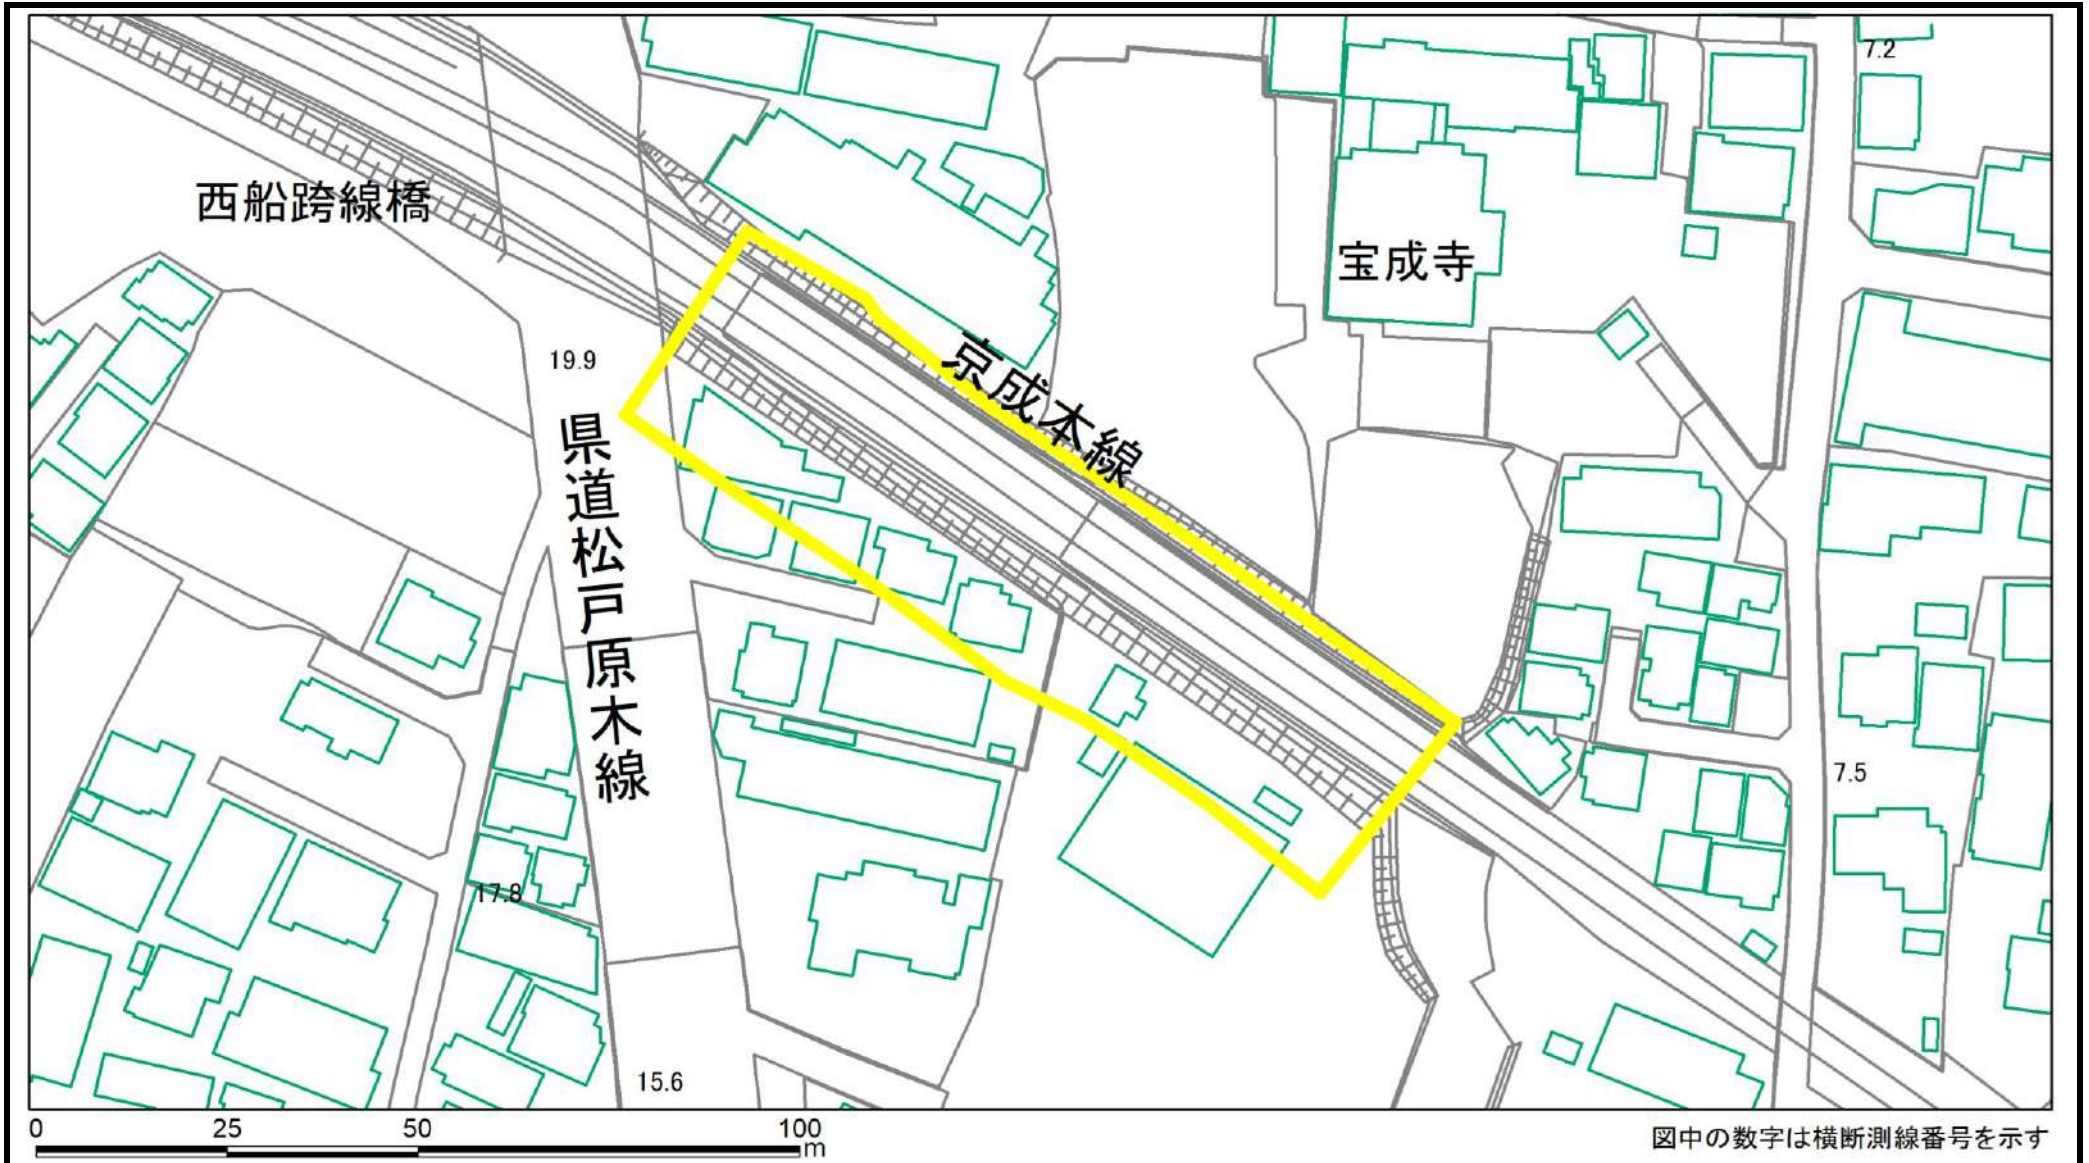 7.2
西船跨線橋
宝成寺
19.9
京成本線
県道松戸原木線
7.5
17.8
15.6
0 25 50 100
m
図中の数字は横断測線番号を示す